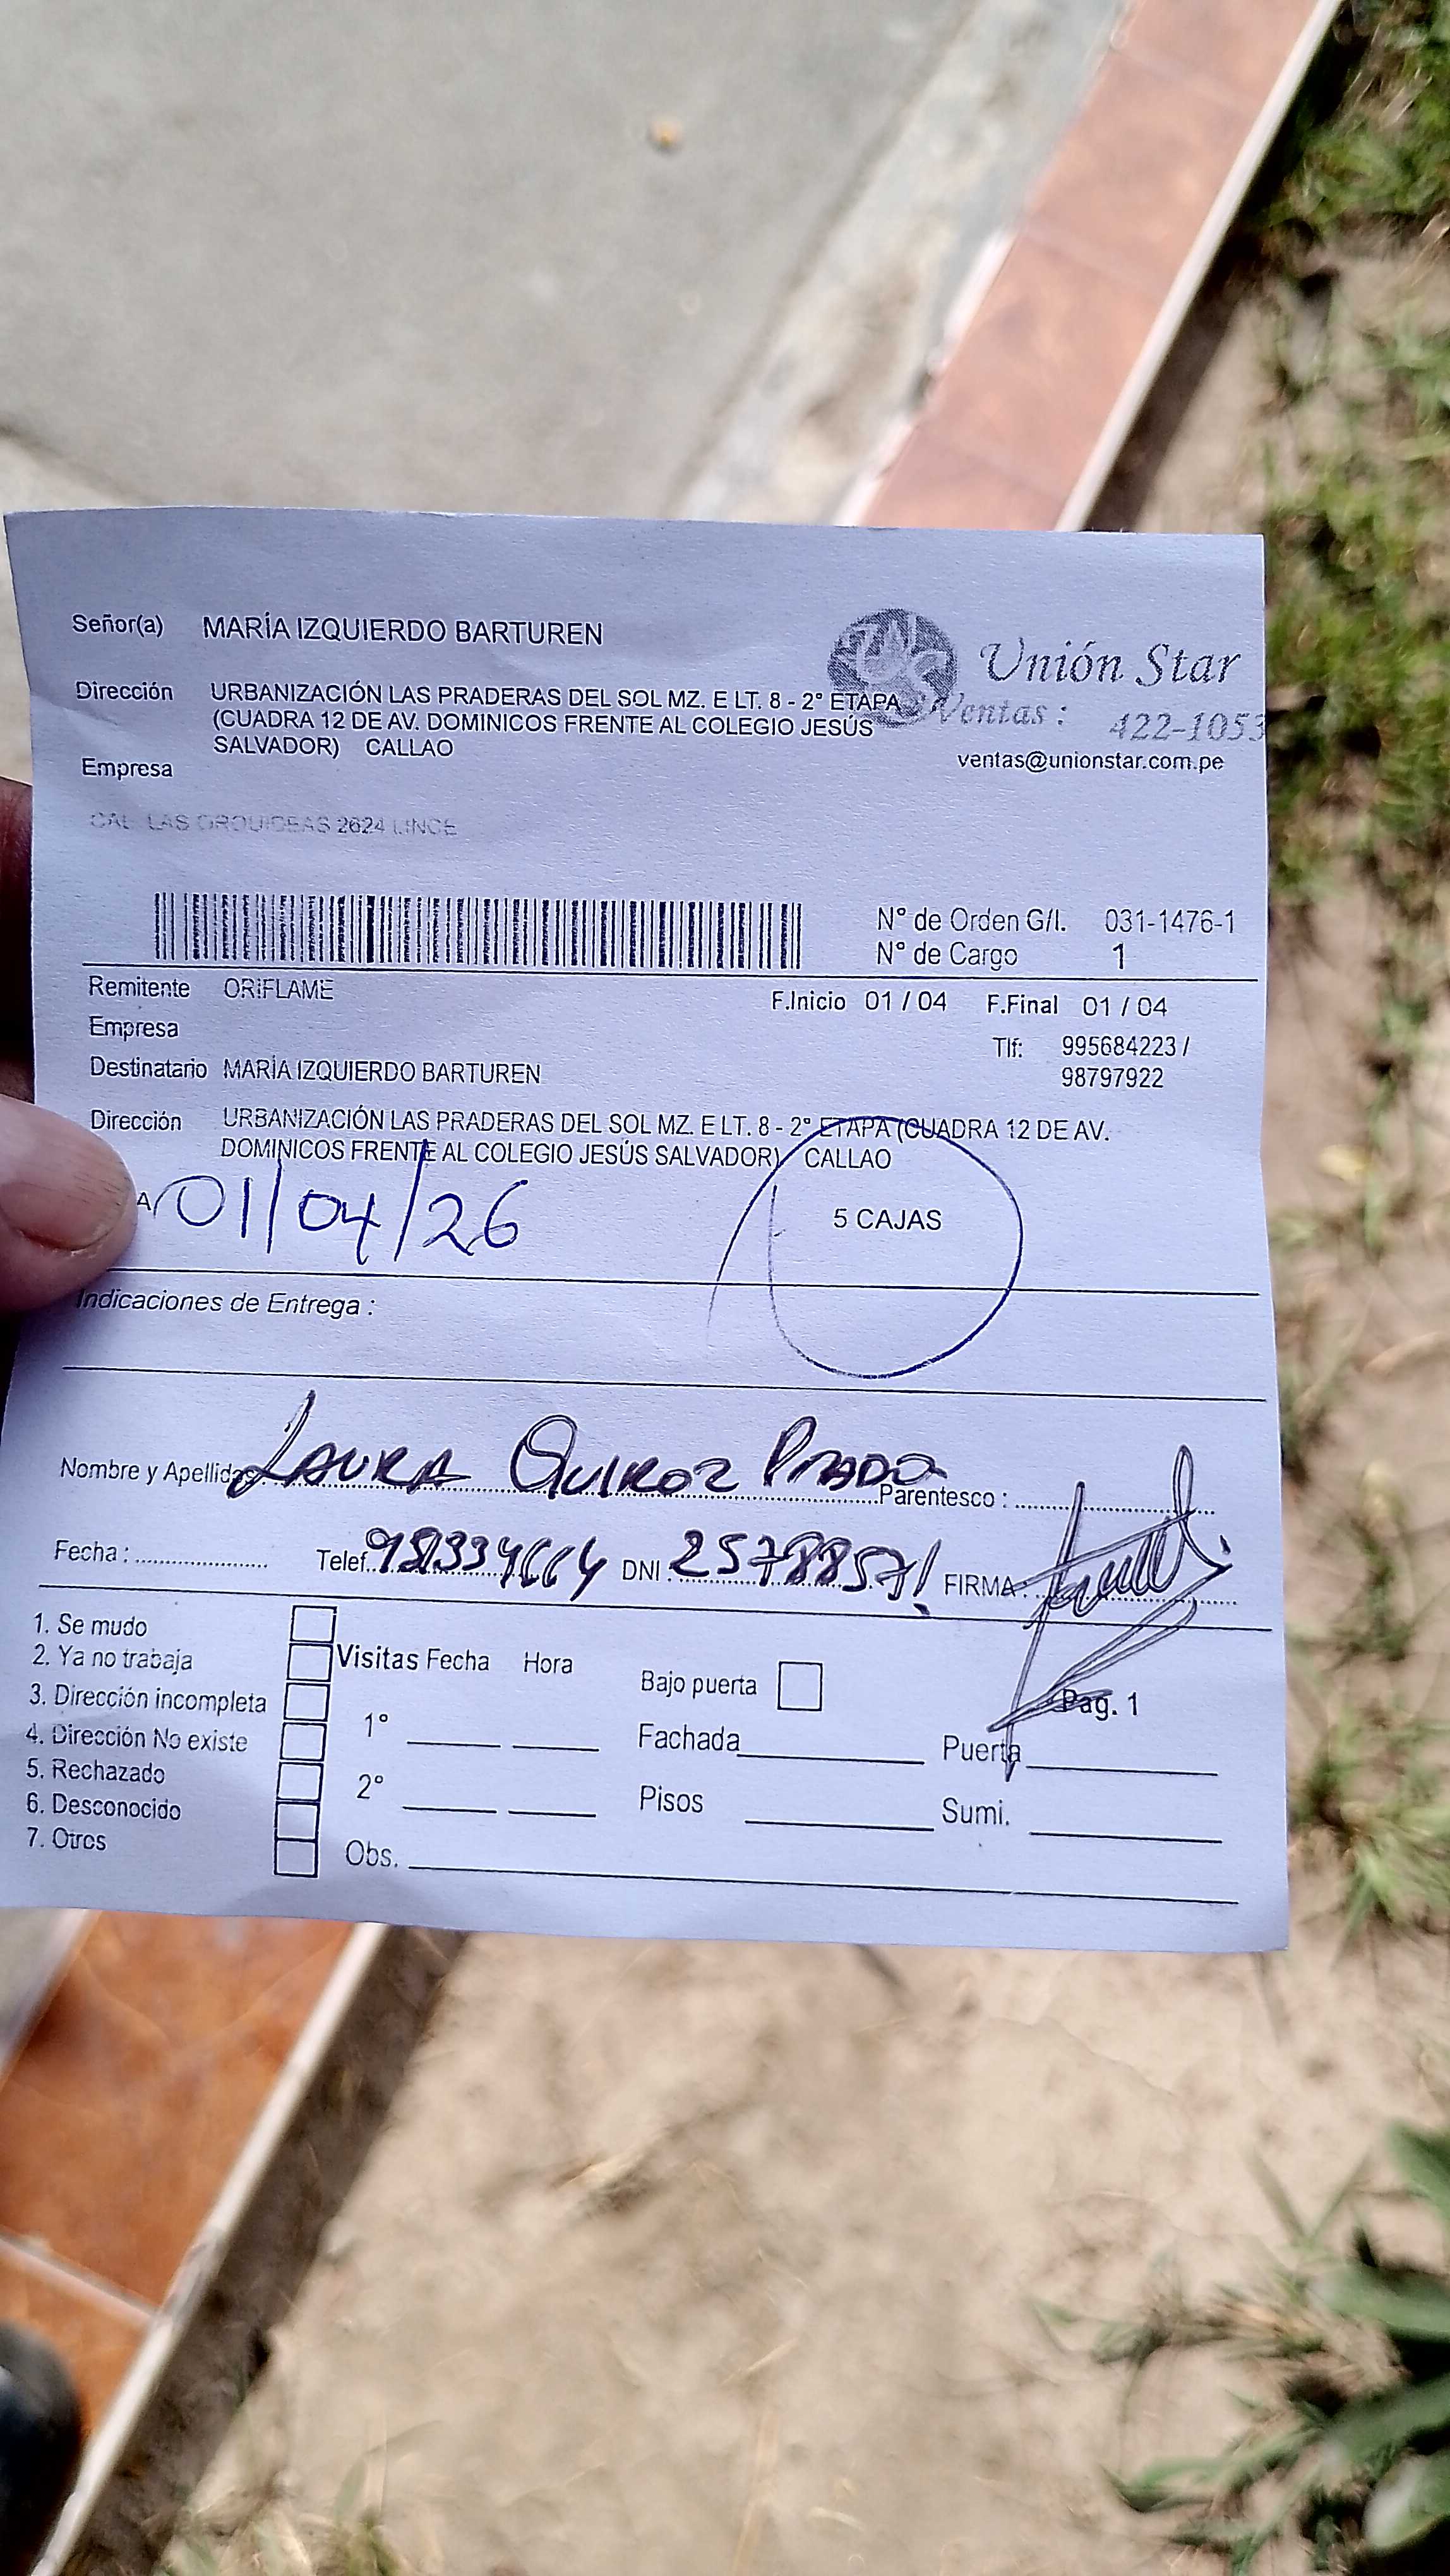 Señor(a) MARÍA IZQUIERDO BARTUREN
Unión Star
Dirección URBANIZACIÓN LAS PRADERAS DEL SOL MZ. E LT. 8 - 2° ETAPA
(CUADRA 12 DE AV. DOMINICOS FRENTE AL COLEGIO JESÚS
SALVADOR) CALLAO
Ventas : 422-1053
ventas@unionstar.com.pe
Empresa
CAL LAS ORQUIDEAS 2624 LINCE
N° de Orden G/I. 031-1476-1
N° de Cargo 1
Remitente ORIFLAME
F.Inicio 01 / 04 F.Final 01 / 04
Empresa
Tlf: 995684223 /
98797922
Destinatario MARÍA IZQUIERDO BARTUREN
Dirección URBANIZACIÓN LAS PRADERAS DEL SOL MZ. E LT. 8 - 2° ETAPA (CUADRA 12 DE AV.
DOMINICOS FRENTE AL COLEGIO JESÚS SALVADOR) CALLAO
A 01/04/26
5 CAJAS
Indicaciones de Entrega :
Nombre y Apellidos LAURA QUIROZ PRADO Parentesco :
Fecha : Telef. DNI : 25788571 FIRMA :
1. Se mudo
2. Ya no trabaja
3. Dirección incompleta
4. Dirección No existe
5. Rechazado
6. Desconocido
7. Otros
Visitas Fecha Hora
1°
2°
Obs.
Bajo puerta
Pag. 1
Fachada Puerta
Pisos Sumi.